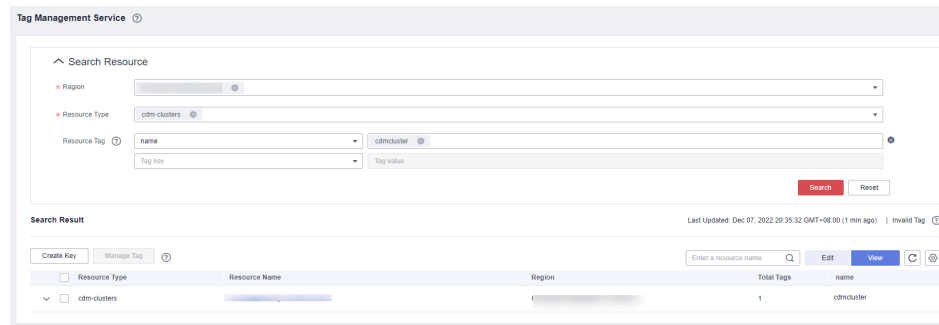 Tag Management Service ?
Search Resource
* Region
* Resource Type cdm-clusters
Resource Tag ? name cdmcluster
Tag key Tag value
Search Reset
Search Result Last Updated: Dec 07, 2022 20:35:32 GMT+08:00 (1 min ago) | Invalid Tag ?
Create Key Manage Tag ? Enter a resource name. Edit View
Resource Type Resource Name Region Total Tags name
cdm-clusters 1 cdmcluster